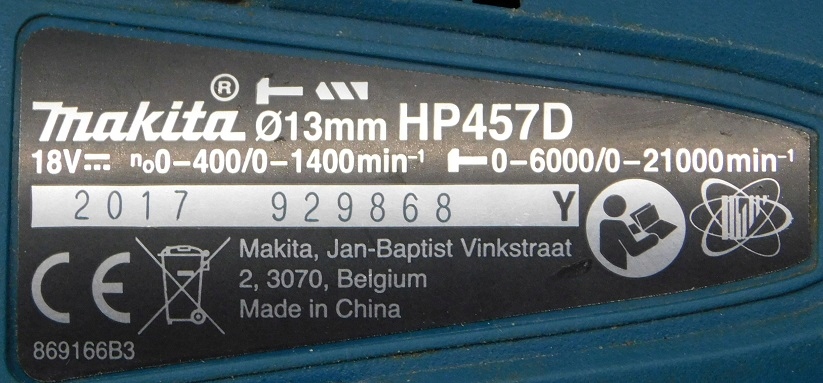 makita® Ø13mm HP457D
18V⎓ n₀0-400/0-1400min⁻¹ 0-6000/0-21000min⁻¹
2017 929868 Y
CE Makita, Jan-Baptist Vinkstraat
2, 3070, Belgium
Made in China
869166B3